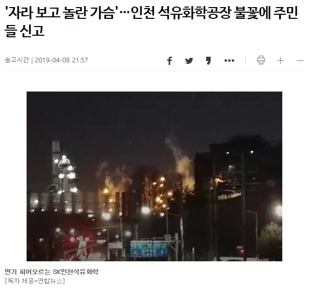 '자라 보고 놀란 가슴'…인천 석유화학공장 불꽃에 주민
들 신고
송고시간 | 2019-04-08 21:57
연기 피어오르는 SK인천석유화학
[독자 제공=연합뉴스]